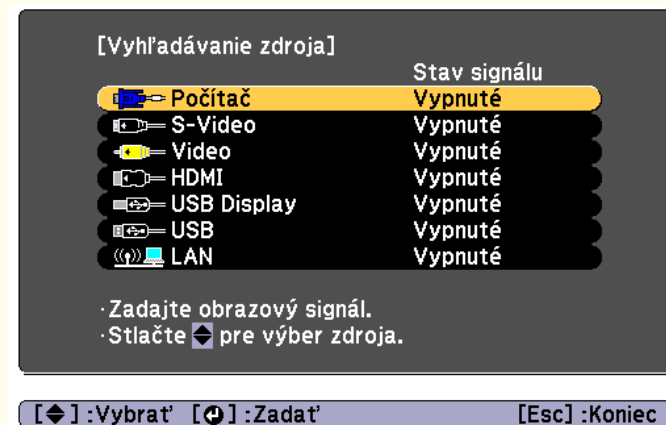 [Vyhľadávanie zdroja]
Stav signálu
Počítač Vypnuté
S-Video Vypnuté
Video Vypnuté
HDMI Vypnuté
USB Display Vypnuté
USB Vypnuté
LAN Vypnuté
·Zadajte obrazový signál.
·Stlačte pre výber zdroja.
[ ] :Vybrať [ ] :Zadať [Esc] :Koniec